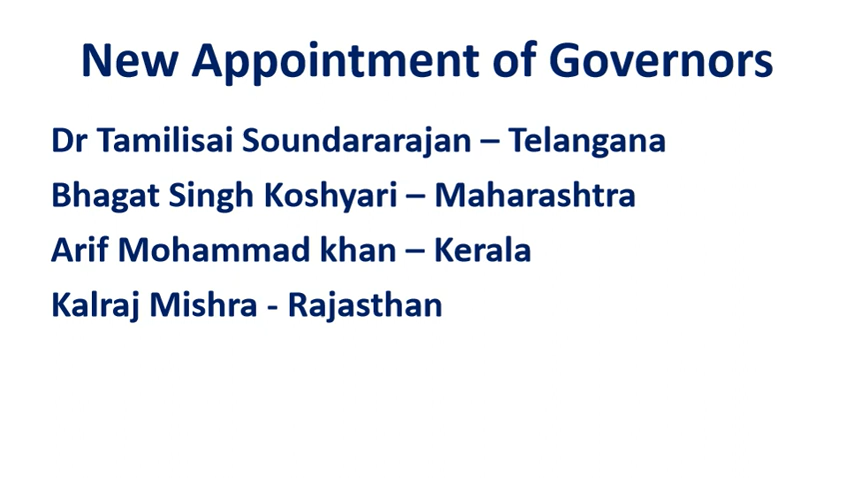 New Appointment of Governors
Dr Tamilisai Soundararajan – Telangana
Bhagat Singh Koshyari – Maharashtra
Arif Mohammad khan – Kerala
Kalraj Mishra - Rajasthan